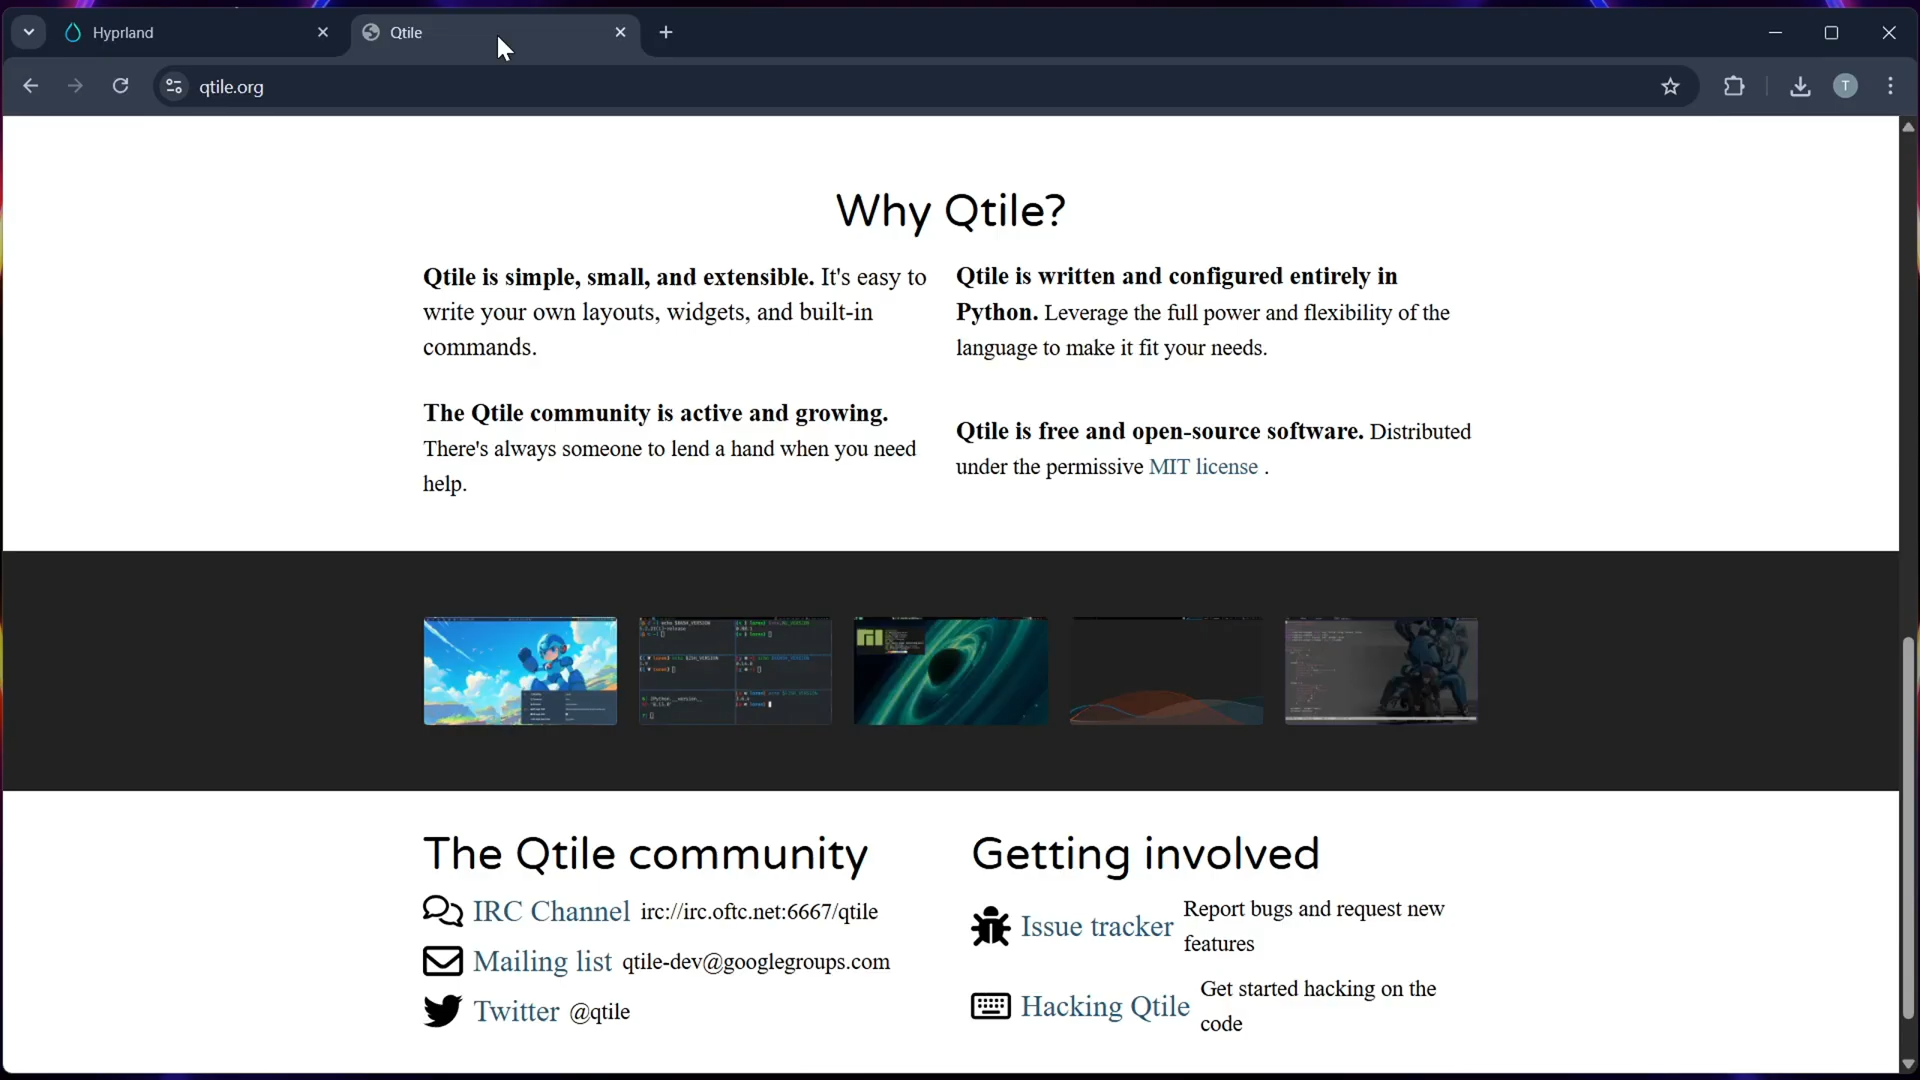 Hyprland
Qtile
qtile.org
T
Why Qtile?
Qtile is simple, small, and extensible. It's easy to
write your own layouts, widgets, and built-in
commands.
Qtile is written and configured entirely in
Python. Leverage the full power and flexibility of the
language to make it fit your needs.
The Qtile community is active and growing.
There's always someone to lend a hand when you need
help.
Qtile is free and open-source software. Distributed
under the permissive MIT license .
The Qtile community
IRC Channel irc://irc.oftc.net:6667/qtile
Mailing list qtile-dev@googlegroups.com
Twitter @qtile
Getting involved
Issue tracker Report bugs and request new
features
Hacking Qtile Get started hacking on the
code